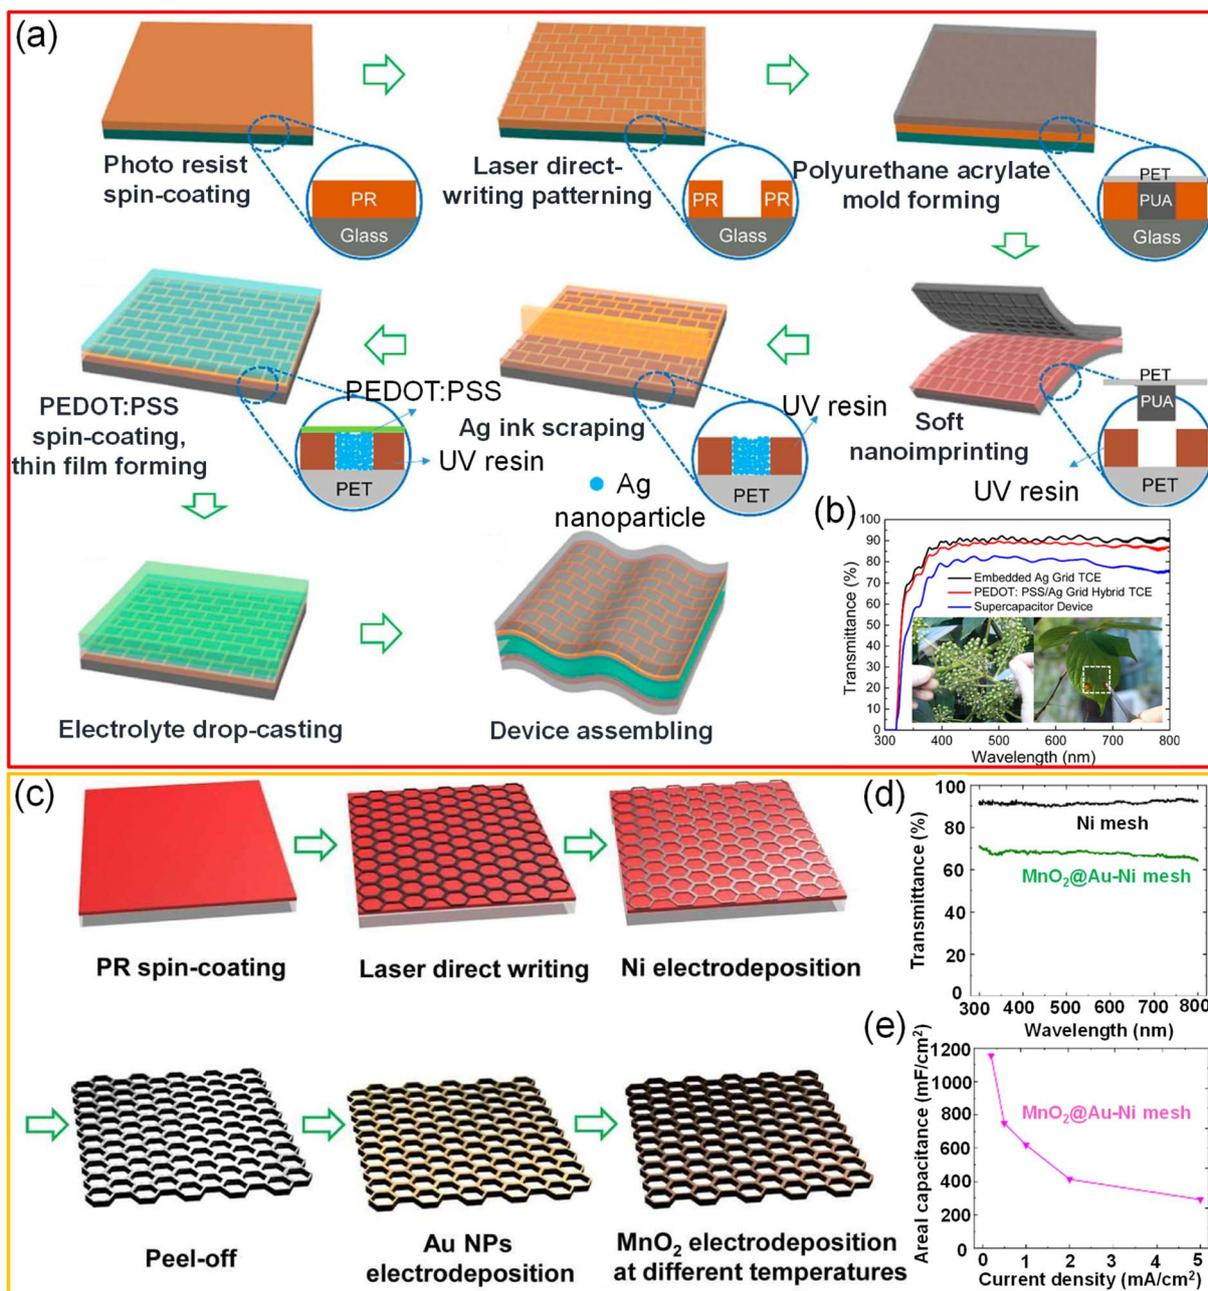 (a)
Photo resist
spin-coating
PR
Glass
Laser direct-
writing patterning
PR PR
Glass
Polyurethane acrylate
mold forming
PET
PUA
Glass
PEDOT:PSS
spin-coating,
thin film forming
PEDOT:PSS
UV resin
PET
Ag ink scraping
UV resin
PET
Ag
nanoparticle
Soft
nanoimprinting
PET
PUA
UV resin
PET
Electrolyte drop-casting
Device assembling
(b)
Transmittance (%)
100
90
80
70
60
50
40
30
20
10
0
Embedded Ag Grid TCE
PEDOT: PSS/Ag Grid Hybrid TCE
Supercapacitor Device
300 400 500 600 700 800
Wavelength (nm)
(c)
PR spin-coating
Laser direct writing
Ni electrodeposition
Peel-off
Au NPs
electrodeposition
MnO₂ electrodeposition
at different temperatures
(d)
Transmittance (%)
100
80
60
40
20
0
Ni mesh
MnO₂@Au-Ni mesh
300 400 500 600 700 800
Wavelength (nm)
(e)
Areal capacitance (mF/cm²)
1200
1000
800
600
400
200
0
MnO₂@Au-Ni mesh
0 1 2 3 4 5
Current density (mA/cm²)